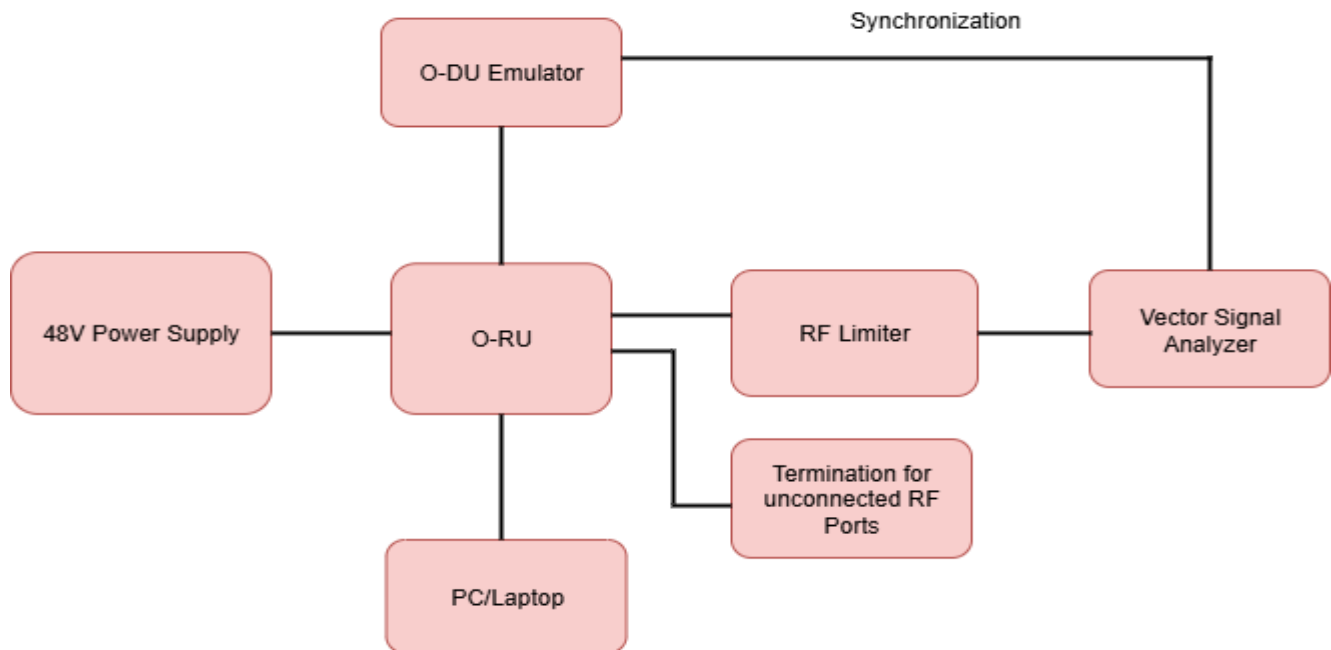 Synchronization
O-DU Emulator
48V Power Supply
O-RU
RF Limiter
Vector Signal
Analyzer
Termination for
unconnected RF
Ports
PC/Laptop